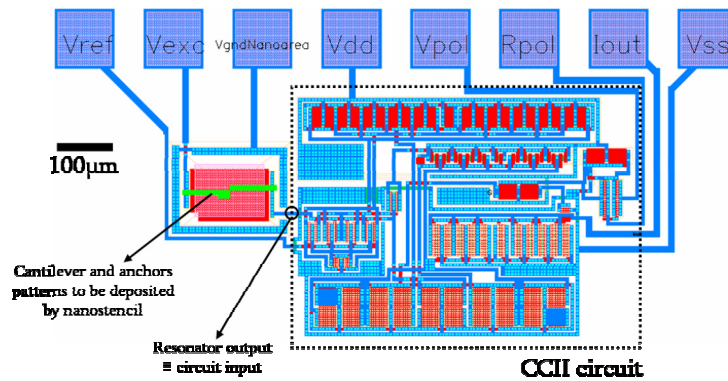 Vref Vexc VgndNanoarea Vdd Vpol Rpol Iout Vss
100µm
Cantilever and anchors
patterns to be deposited
by nanostencil
Resonator output
≡ circuit input
CCII circuit